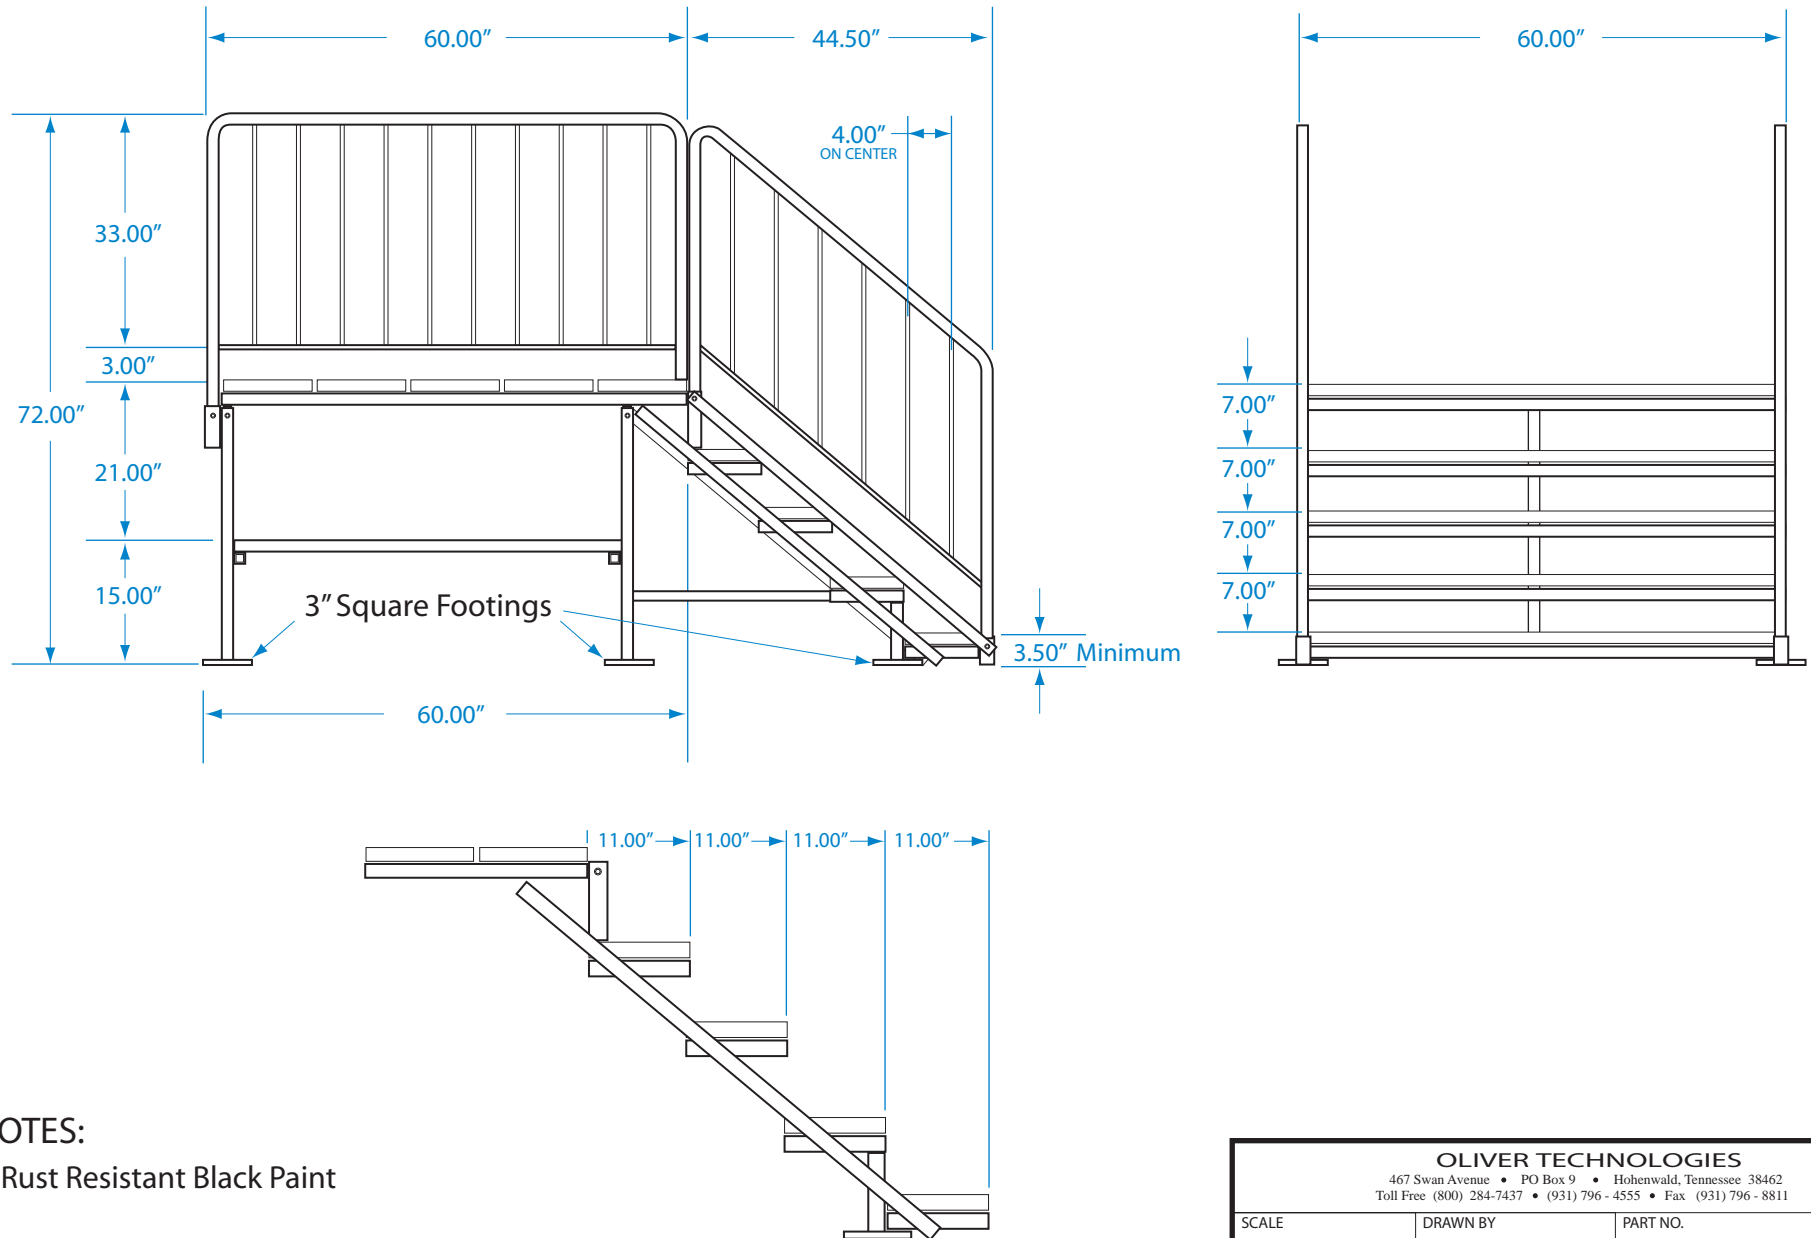 60.00″
44.50″
60.00″
4.00″
ON CENTER
33.00″
3.00″
72.00″
21.00″
15.00″
3″ Square Footings
3.50″ Minimum
7.00″
7.00″
7.00″
7.00″
60.00″
11.00″ 11.00″ 11.00″ 11.00″
OTES:
Rust Resistant Black Paint
OLIVER TECHNOLOGIES
467 Swan Avenue • PO Box 9 • Hohenwald, Tennessee 38462
Toll Free (800) 284-7437 • (931) 796 - 4555 • Fax (931) 796 - 8811
SCALE DRAWN BY PART NO.